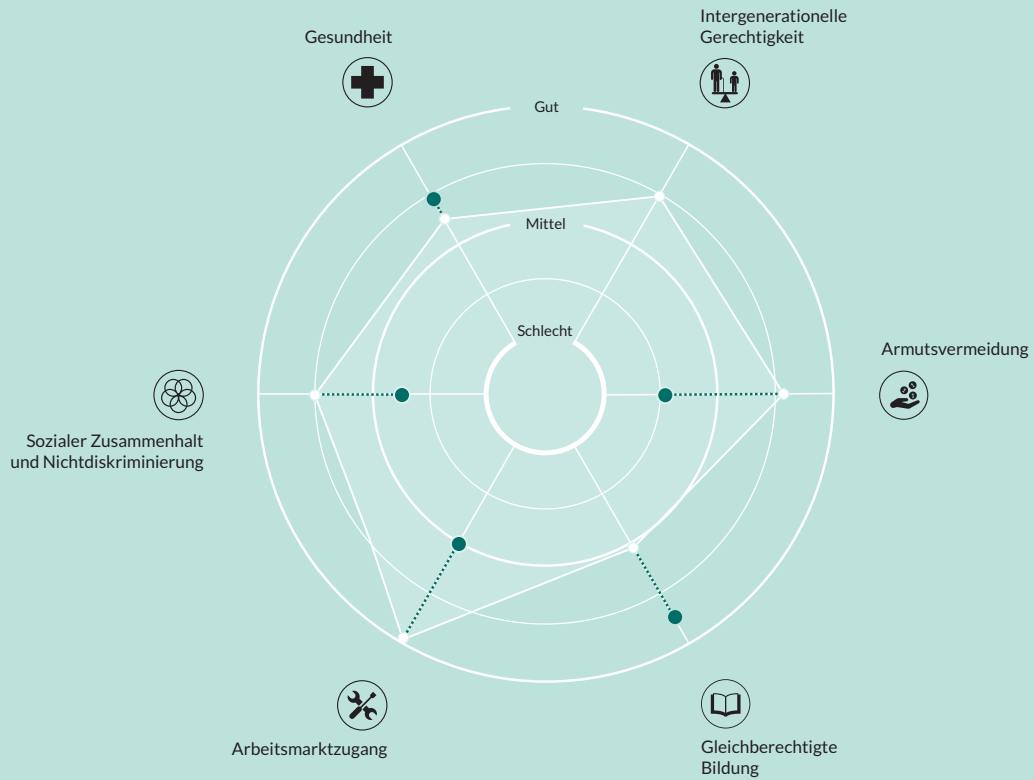 Intergenerationelle
Gerechtigkeit
Gesundheit
Gut
Mittel
Schlecht
Armutsvermeidung
Sozialer Zusammenhalt
und Nichtdiskriminierung
Arbeitsmarktzugang
Gleichberechtigte
Bildung